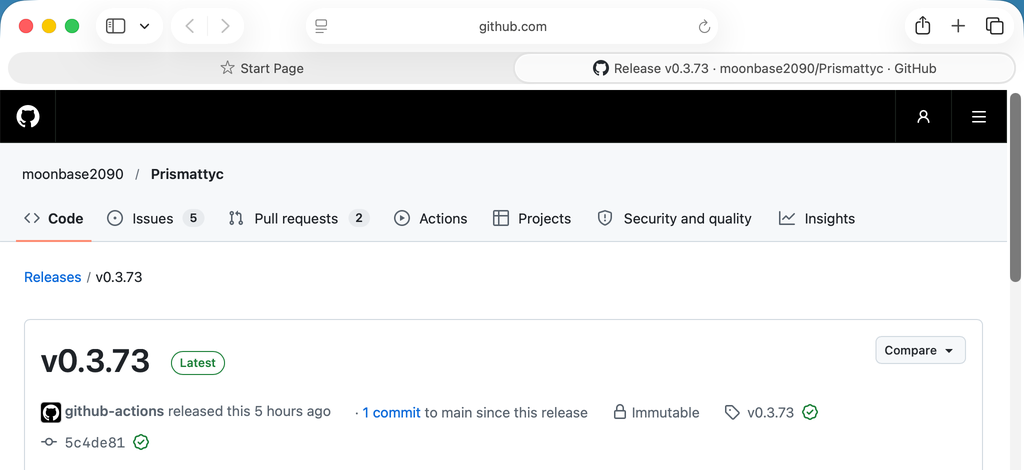 github.com
Start Page
Release v0.3.73 · moonbase2090/Prismattyc · GitHub
moonbase2090 / Prismattyc
Code Issues 5 Pull requests 2 Actions Projects Security and quality Insights
Releases / v0.3.73
v0.3.73 Latest Compare
github-actions released this 5 hours ago · 1 commit to main since this release Immutable v0.3.73
5c4de81